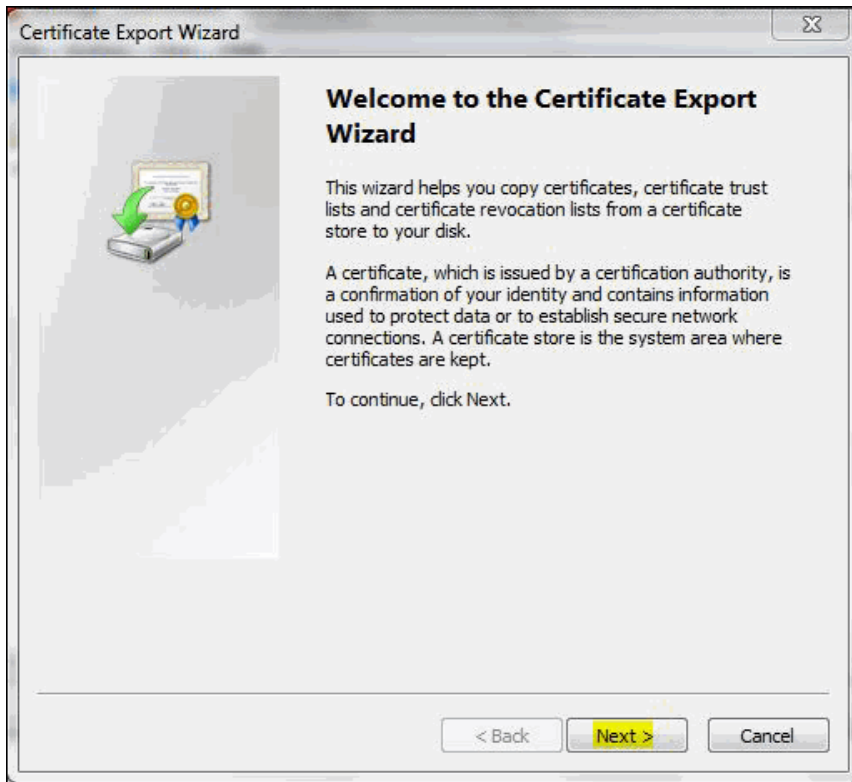 Certificate Export Wizard
Welcome to the Certificate Export
Wizard
This wizard helps you copy certificates, certificate trust
lists and certificate revocation lists from a certificate
store to your disk.
A certificate, which is issued by a certification authority, is
a confirmation of your identity and contains information
used to protect data or to establish secure network
connections. A certificate store is the system area where
certificates are kept.
To continue, click Next.
< Back Next > Cancel